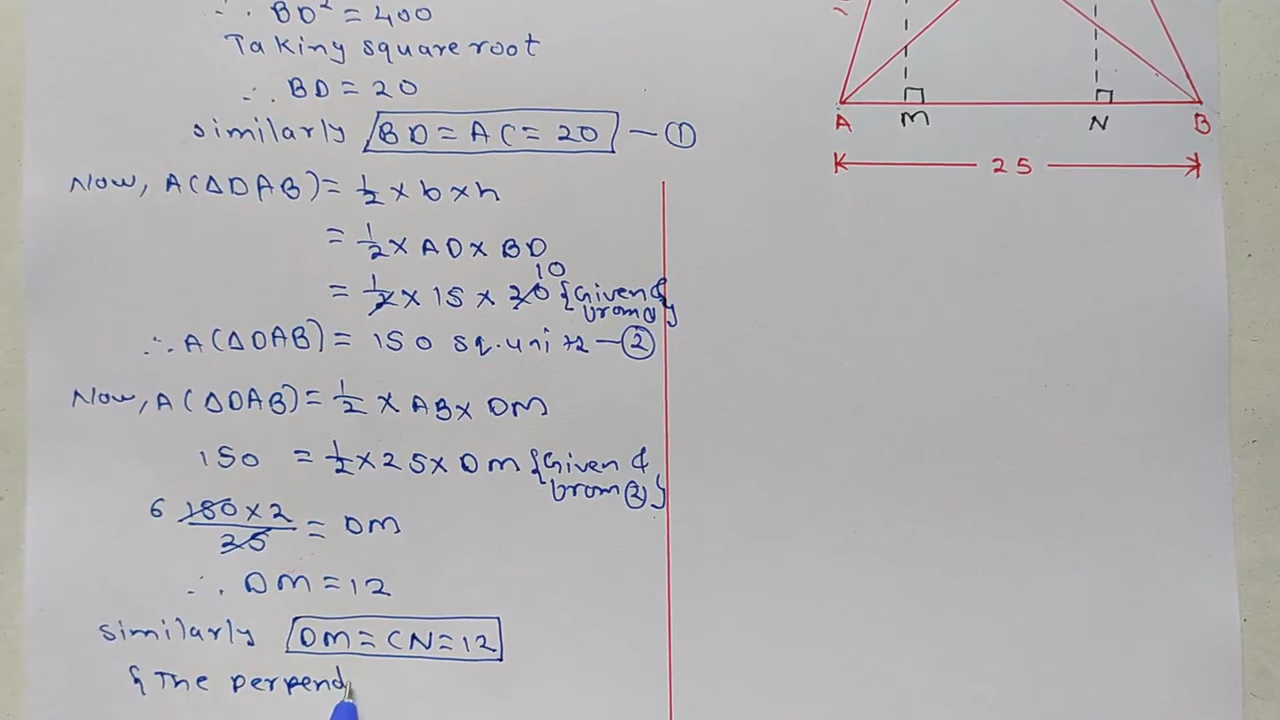 ∴ BD² = 400
Taking square root
∴ BD = 20
similarly BD = AC = 20 — ①
Now, A(ΔDAB) = 1/2 × b × h
= 1/2 × AD × BD
10
= 1/2 × 15 × 20 {Given &
from ①}
∴ A(ΔDAB) = 150 sq.units — ②
Now, A(ΔDAB) = 1/2 × AB × DM
150 = 1/2 × 25 × DM {Given &
from ②}
6 150 × 2 / 25 = DM
∴ DM = 12
similarly DM = CN = 12
{The perpend
A M N B
25